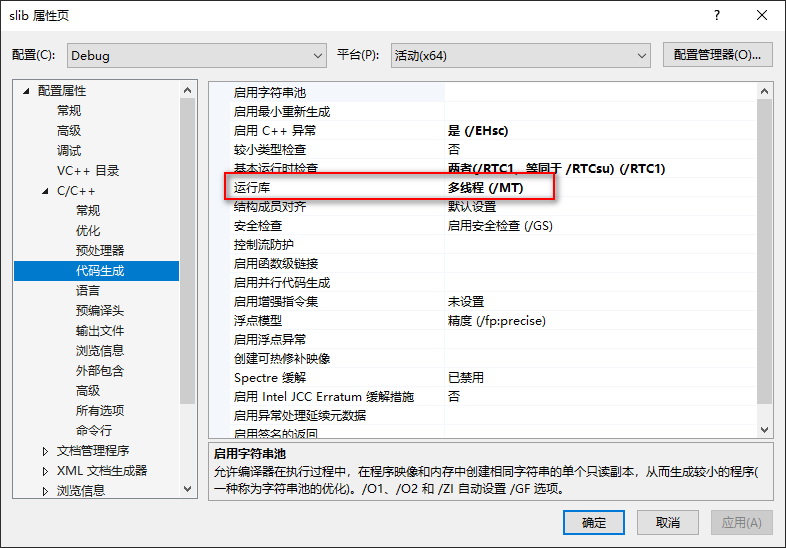 slib 属性页
配置(C): Debug 平台(P): 活动(x64) 配置管理器(O)...
配置属性
常规
高级
调试
VC++ 目录
C/C++
常规
优化
预处理器
代码生成
语言
预编译头
输出文件
浏览信息
外部包含
高级
所有选项
命令行
文档管理程序
XML 文档生成器
浏览信息
启用字符串池
启用最小重新生成
启用 C++ 异常 是 (/EHsc)
较小类型检查 否
基本运行时检查 两者(/RTC1，等同于 /RTCsu) (/RTC1)
运行库 多线程 (/MT)
结构成员对齐 默认设置
安全检查 启用安全检查 (/GS)
控制流防护
启用函数级链接
启用并行代码生成
启用增强指令集 未设置
浮点模型 精度 (/fp:precise)
启用浮点异常
创建可热修补映像
Spectre 缓解 已禁用
启用 Intel JCC Erratum 缓解措施 否
启用异常处理延续元数据
启用签名的返回
启用字符串池
允许编译器在执行过程中，在程序映像和内存中创建相同字符串的单个只读副本，从而生成较小的程序(
一种称为字符串池的优化)。/O1、/O2 和 /ZI 自动设置 /GF 选项。
确定 取消 应用(A)